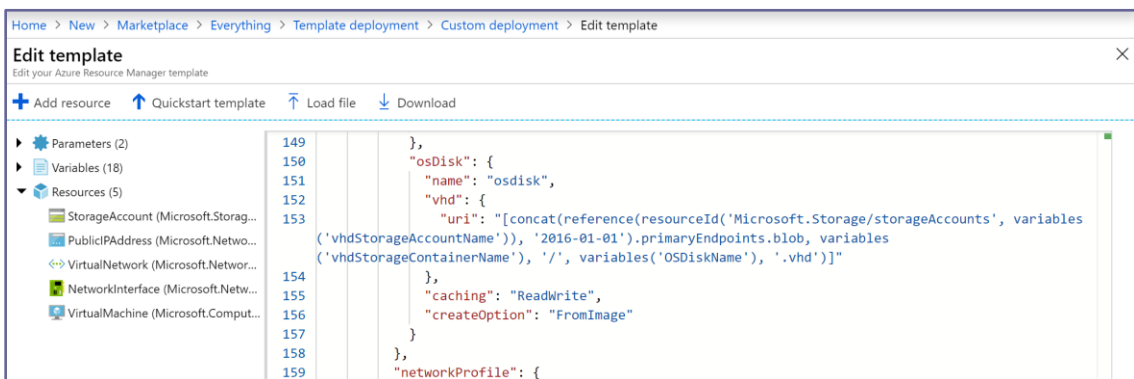 Home > New > Marketplace > Everything > Template deployment > Custom deployment > Edit template
Edit template
Edit your Azure Resource Manager template
Add resource Quickstart template Load file Download
Parameters (2)
Variables (18)
Resources (5)
StorageAccount (Microsoft.Storag...
PublicIPAddress (Microsoft.Netwo...
VirtualNetwork (Microsoft.Networ...
NetworkInterface (Microsoft.Netw...
VirtualMachine (Microsoft.Comput...
149 },
150 "osDisk": {
151 "name": "osdisk",
152 "vhd": {
153 "uri": "[concat(reference(resourceId('Microsoft.Storage/storageAccounts', variables
('vhdStorageAccountName')), '2016-01-01').primaryEndpoints.blob, variables
('vhdStorageContainerName'), '/', variables('OSDiskName'), '.vhd')]"
154 },
155 "caching": "ReadWrite",
156 "createOption": "FromImage"
157 }
158 },
159 "networkProfile": {